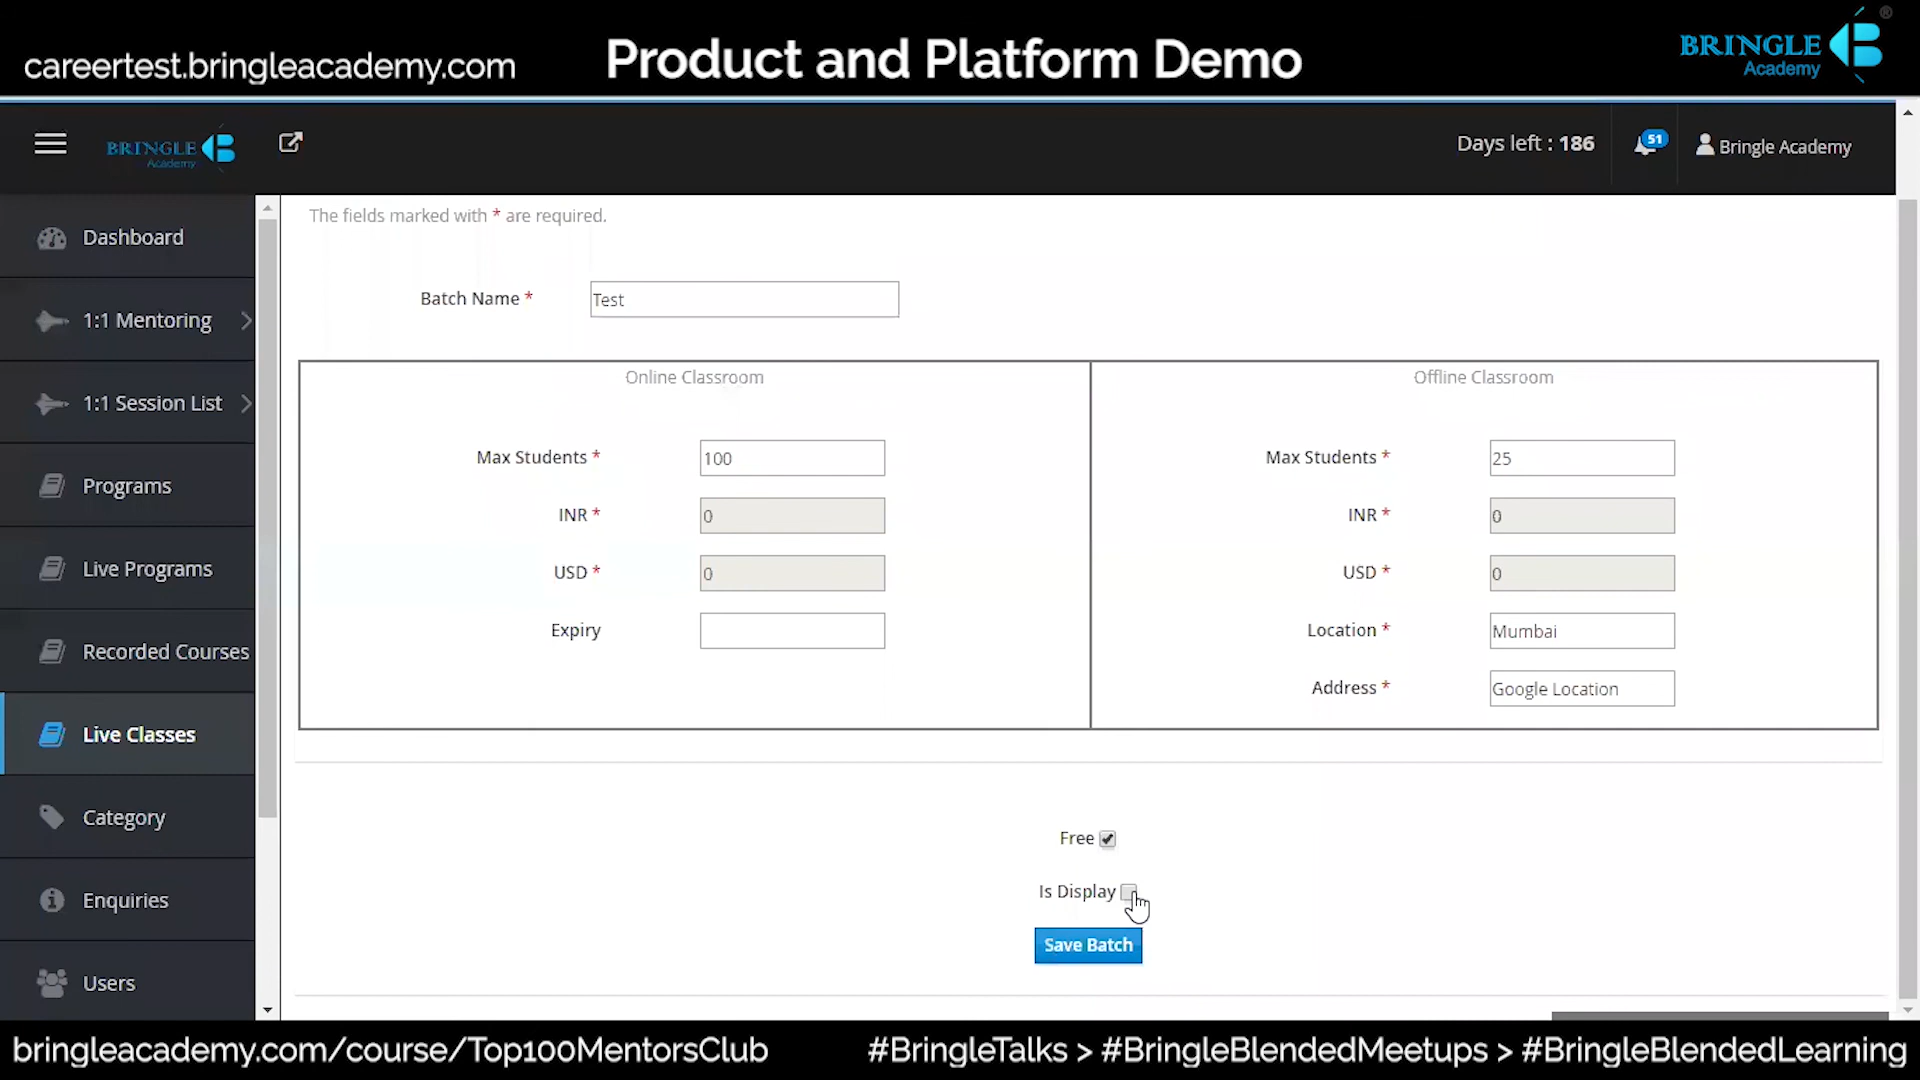 careertest.bringleacademy.com
Product and Platform Demo
BRINGLE
Academy
®
BRINGLE
Academy
Days left : 186
51
Bringle Academy
Dashboard
1:1 Mentoring
1:1 Session List
Programs
Live Programs
Recorded Courses
Live Classes
Category
Enquiries
Users
The fields marked with * are required.
Batch Name * Test
Online Classroom
Max Students * 100
INR * 0
USD * 0
Expiry
Offline Classroom
Max Students * 25
INR * 0
USD * 0
Location * Mumbai
Address * Google Location
Free
Is Display
Save Batch
bringleacademy.com/course/Top100MentorsClub
#BringleTalks > #BringleBlendedMeetups > #BringleBlendedLearning